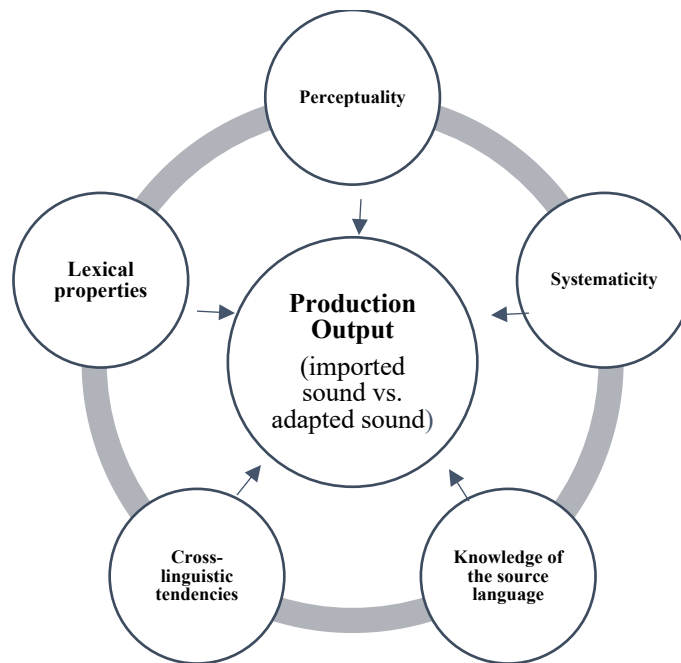 Perceptuality
Lexical
properties
Systematicity
Production
Output
(imported
sound vs.
adapted sound)
Cross-
linguistic
tendencies
Knowledge of
the source
language